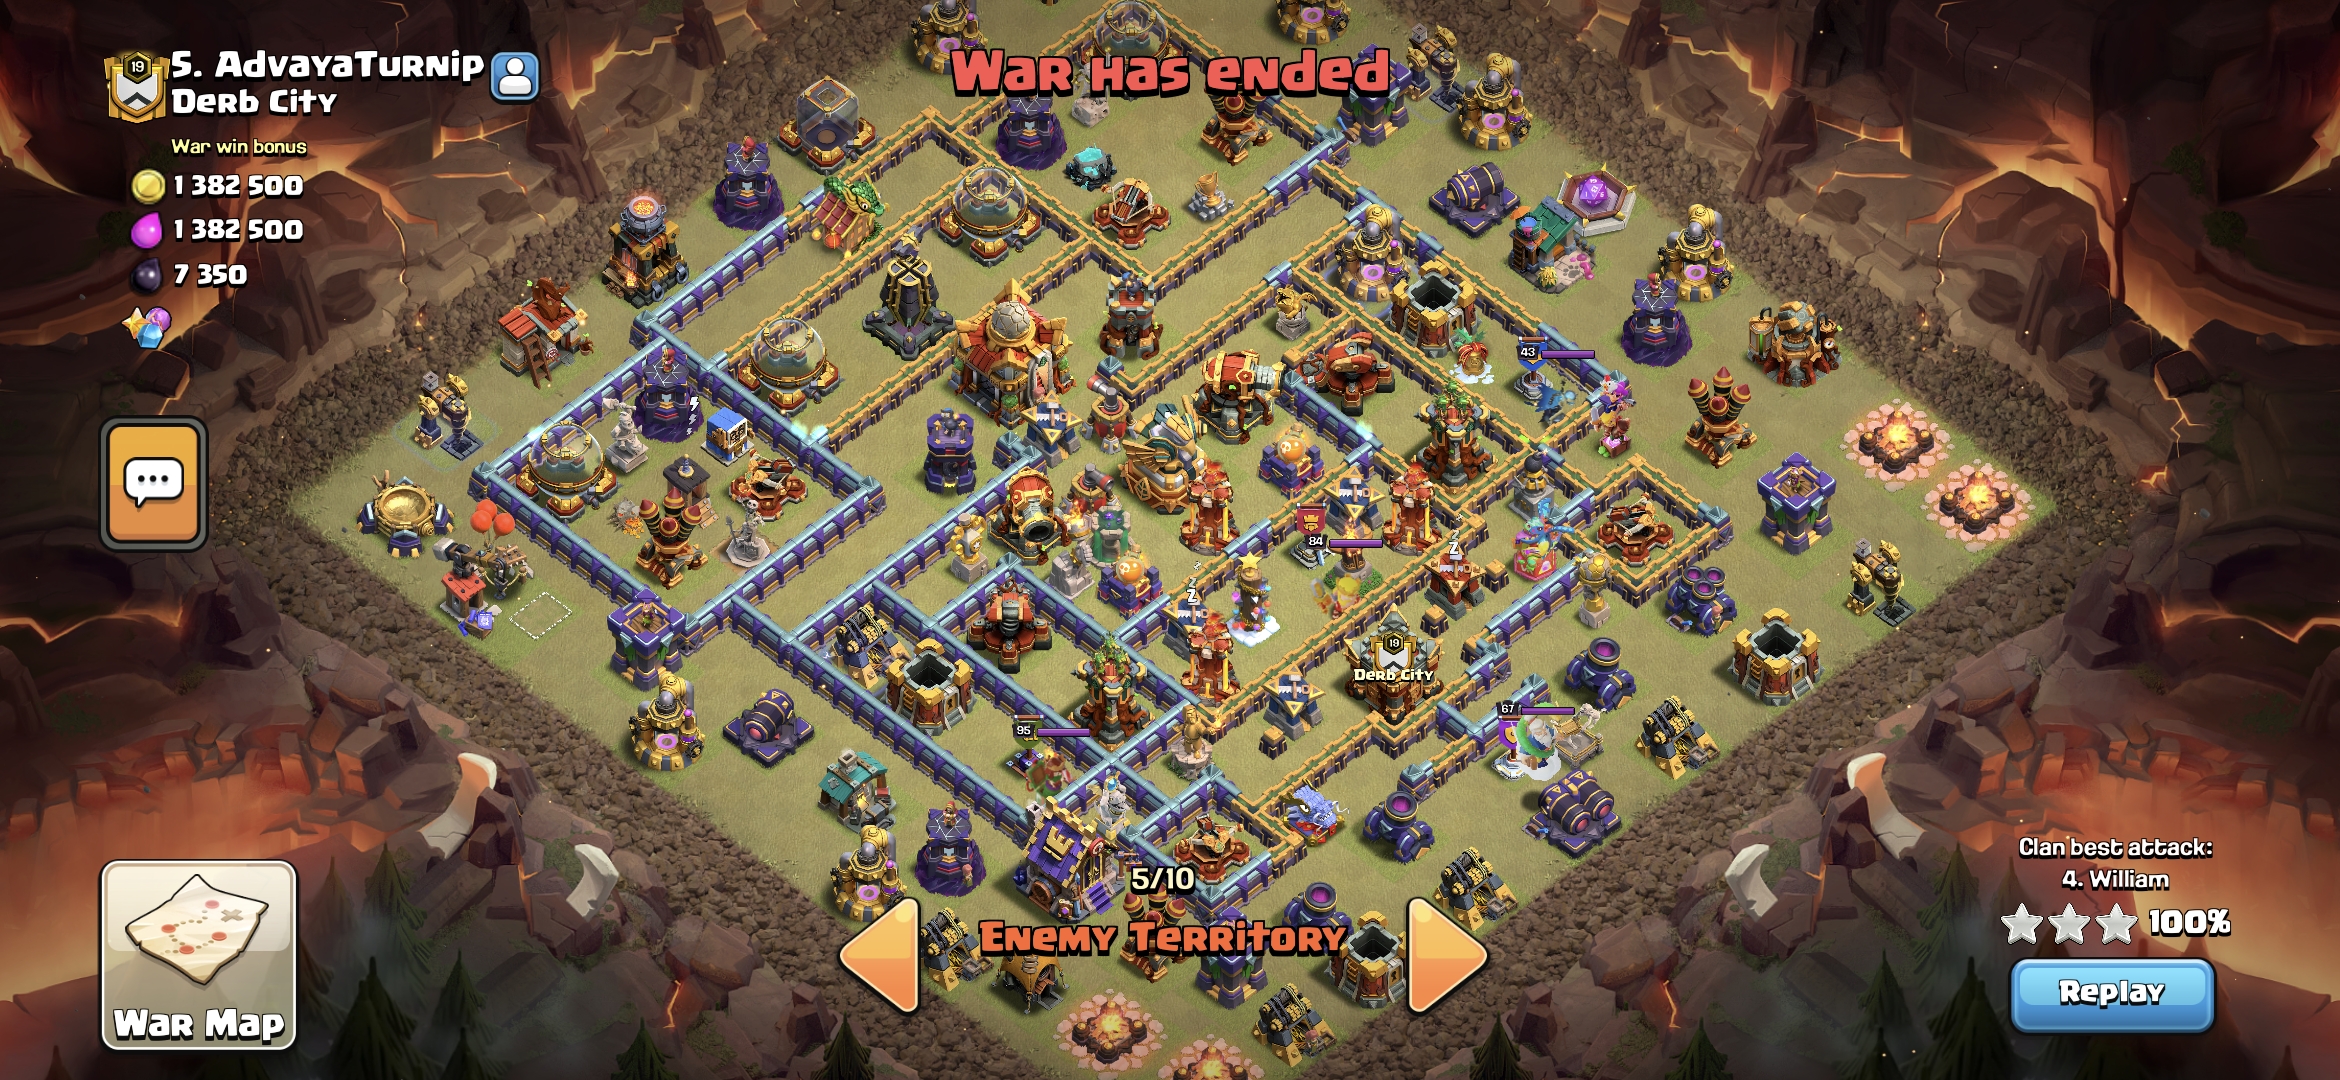 19
5. AdvayaTurnip
Derb City
War win bonus
1 382 500
1 382 500
7 350
War has ended
43
84
z
z
z
19
Derb City
95
67
5/10
Enemy Territory
War Map
Clan best attack:
4. William
100%
Replay